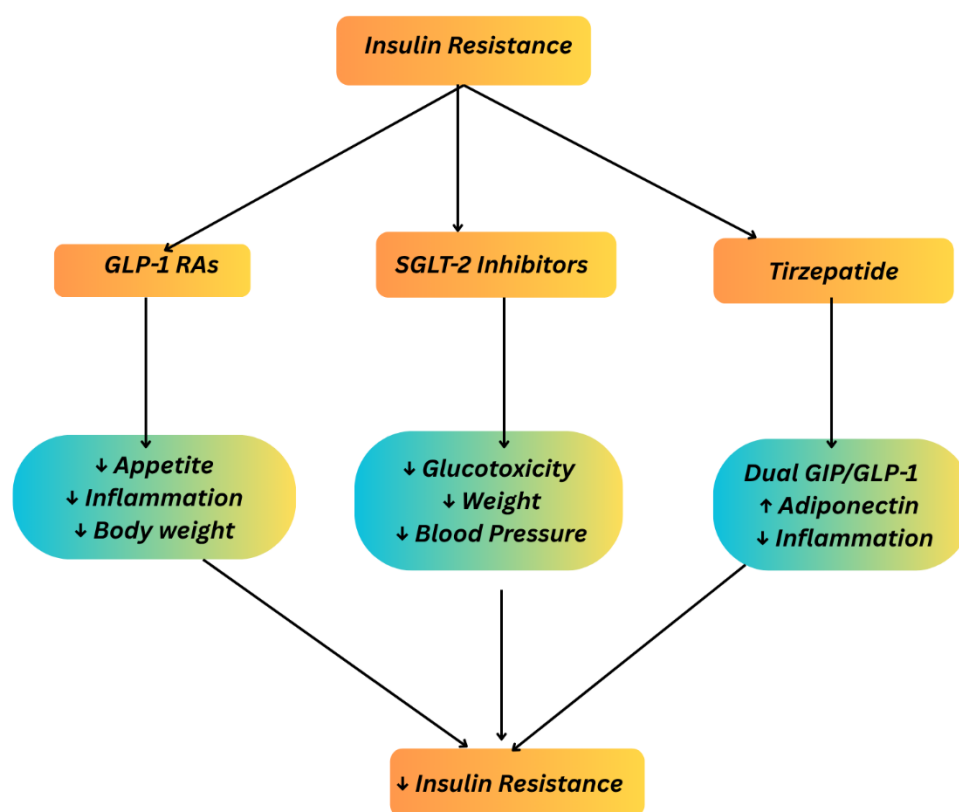 Insulin Resistance
GLP-1 RAs
SGLT-2 Inhibitors
Tirzepatide
↓ Appetite
↓ Inflammation
↓ Body weight
↓ Glucotoxicity
↓ Weight
↓ Blood Pressure
Dual GIP/GLP-1
↑ Adiponectin
↓ Inflammation
↓ Insulin Resistance